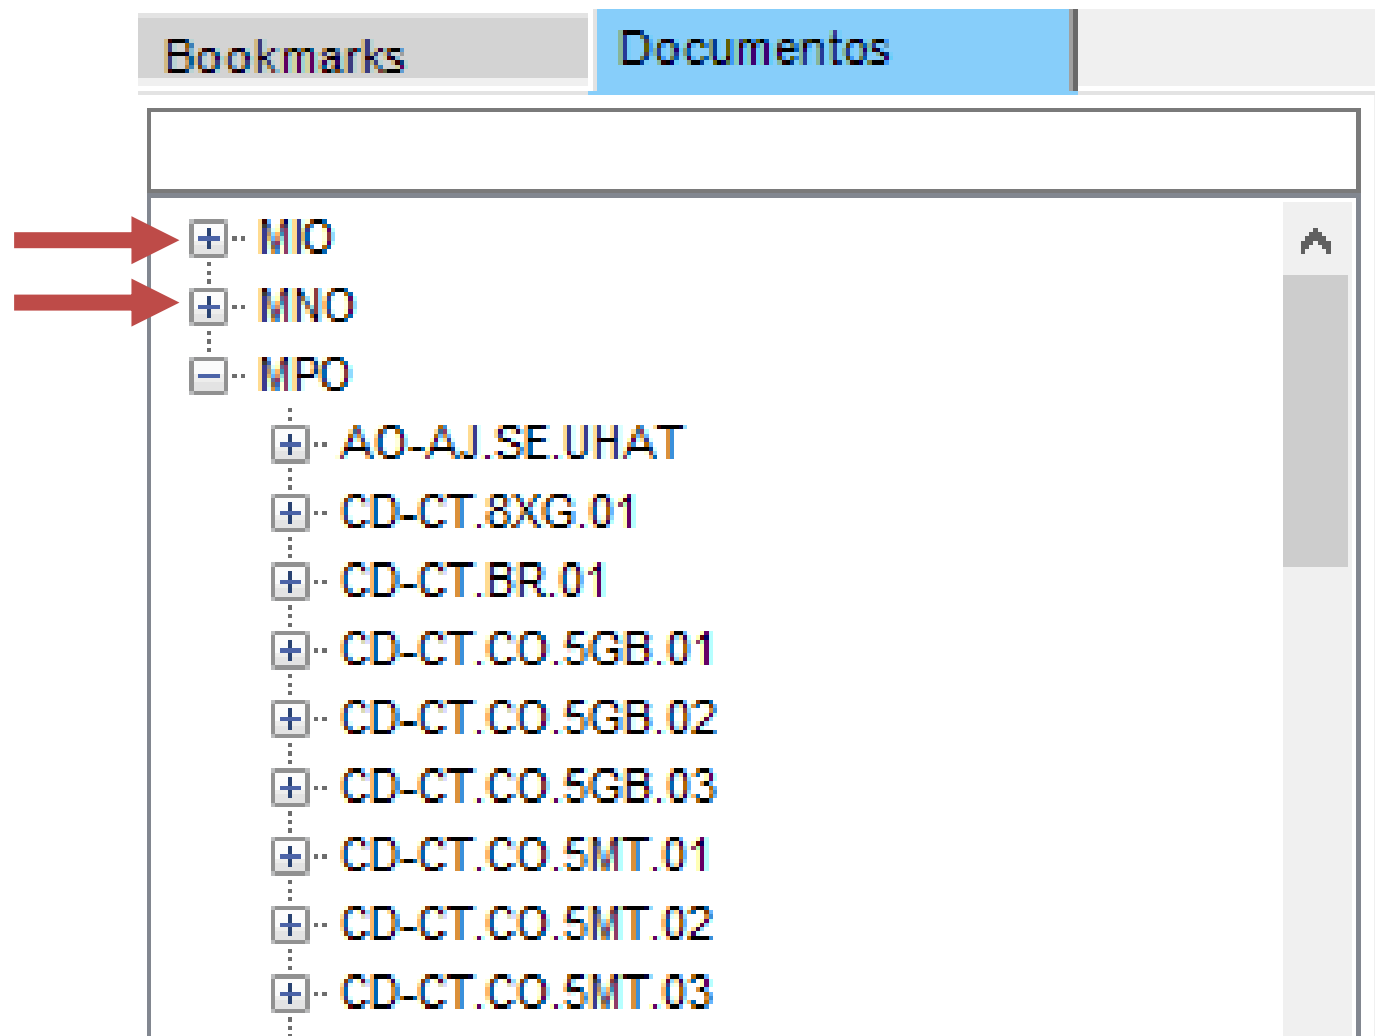 Bookmarks Documentos
MIO
MNO
MPO
AO-AJ.SE.UHAT
CD-CT.8XG.01
CD-CT.BR.01
CD-CT.CO.5GB.01
CD-CT.CO.5GB.02
CD-CT.CO.5GB.03
CD-CT.CO.5MT.01
CD-CT.CO.5MT.02
CD-CT.CO.5MT.03